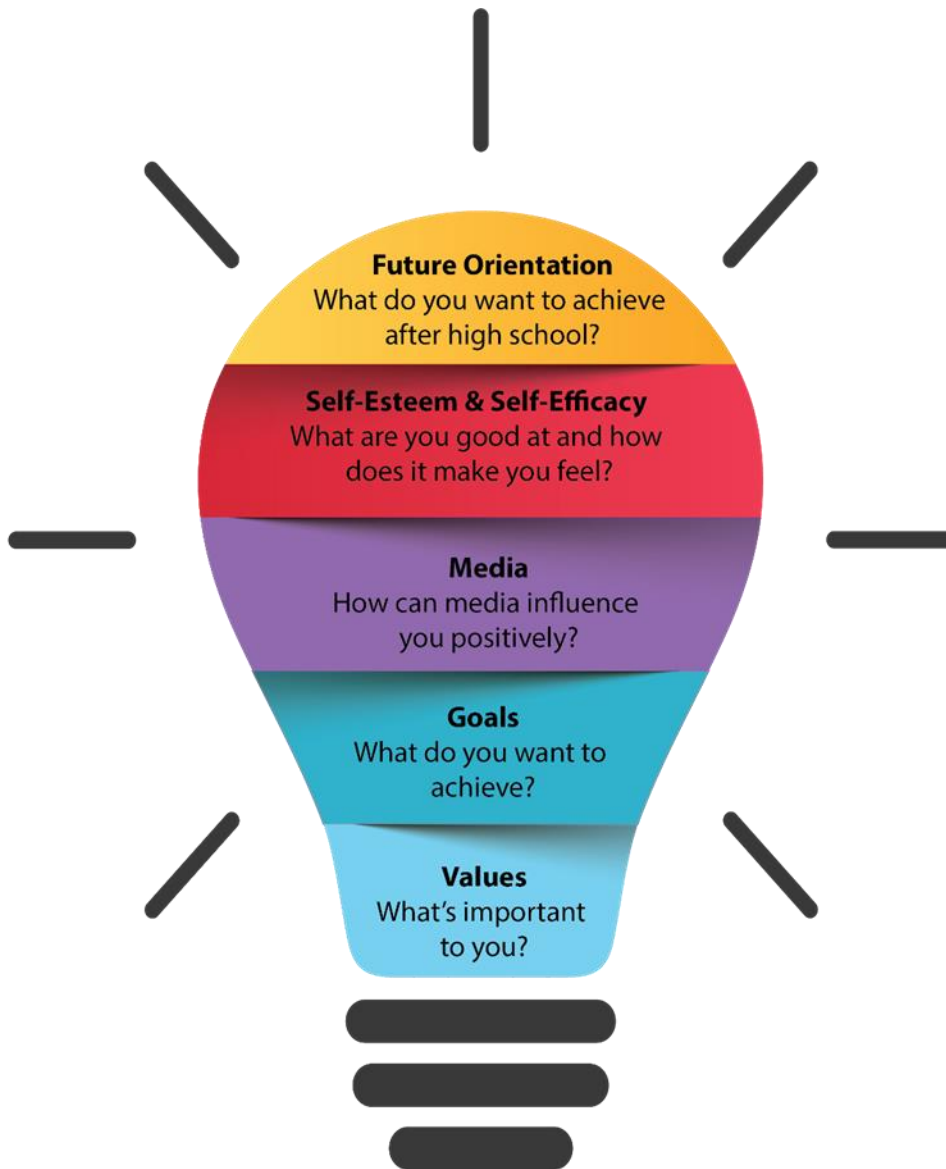 Future Orientation
What do you want to achieve
after high school?
Self-Esteem & Self-Efficacy
What are you good at and how
does it make you feel?
Media
How can media influence
you positively?
Goals
What do you want to
achieve?
Values
What's important
to you?